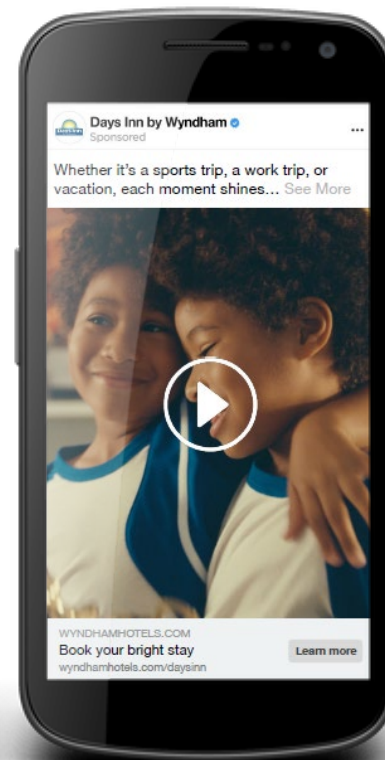 Days Inn by Wyndham
Sponsored
Whether it's a sports trip, a work trip, or
vacation, each moment shines... See More
WYNDHAMHOTELS.COM
Book your bright stay
wyndhamhotels.com/daysinn
Learn more